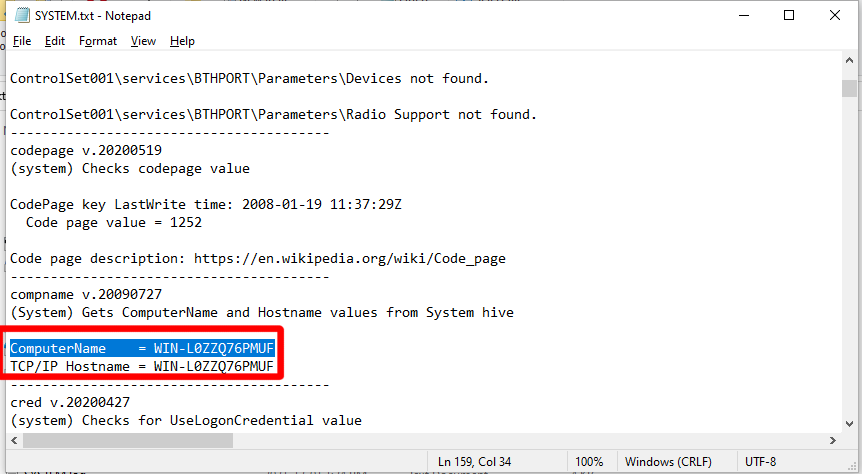 SYSTEM.txt - Notepad
File Edit Format View Help
ControlSet001\services\BTHPORT\Parameters\Devices not found.
ControlSet001\services\BTHPORT\Parameters\Radio Support not found.
----------------------------------------
codepage v.20200519
(system) Checks codepage value
CodePage key LastWrite time: 2008-01-19 11:37:29Z
Code page value = 1252
Code page description: https://en.wikipedia.org/wiki/Code_page
----------------------------------------
compname v.20090727
(System) Gets ComputerName and Hostname values from System hive
ComputerName    = WIN-L0ZZQ76PMUF
TCP/IP Hostname = WIN-L0ZZQ76PMUF
----------------------------------------
cred v.20200427
(system) Checks for UseLogonCredential value
Ln 159, Col 34 100% Windows (CRLF) UTF-8